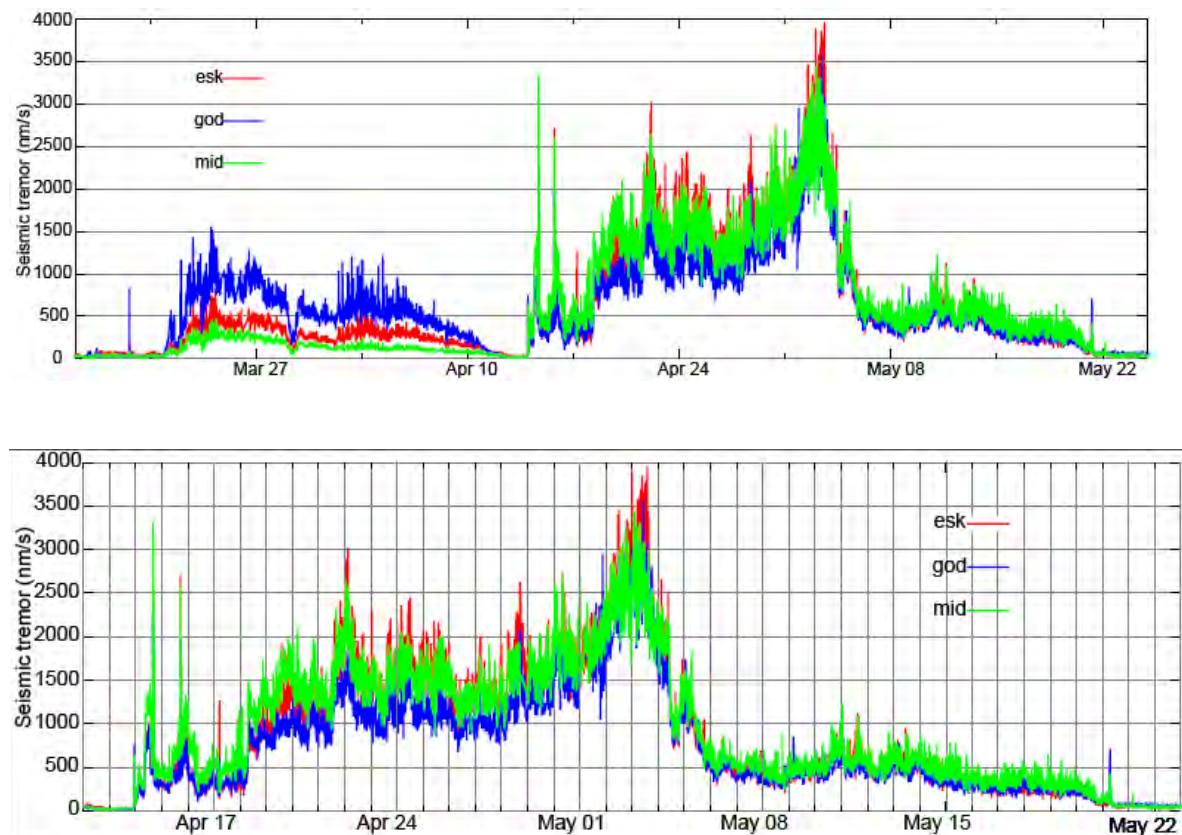 4000
3500
3000
2500
2000
1500
1000
500
0
Seismic tremor (nm/s)
esk
god
mid
Mar 27 Apr 10 Apr 24 May 08 May 22
4000
3500
3000
2500
2000
1500
1000
500
0
Seismic tremor (nm/s)
esk
god
mid
Apr 17 Apr 24 May 01 May 08 May 15 May 22